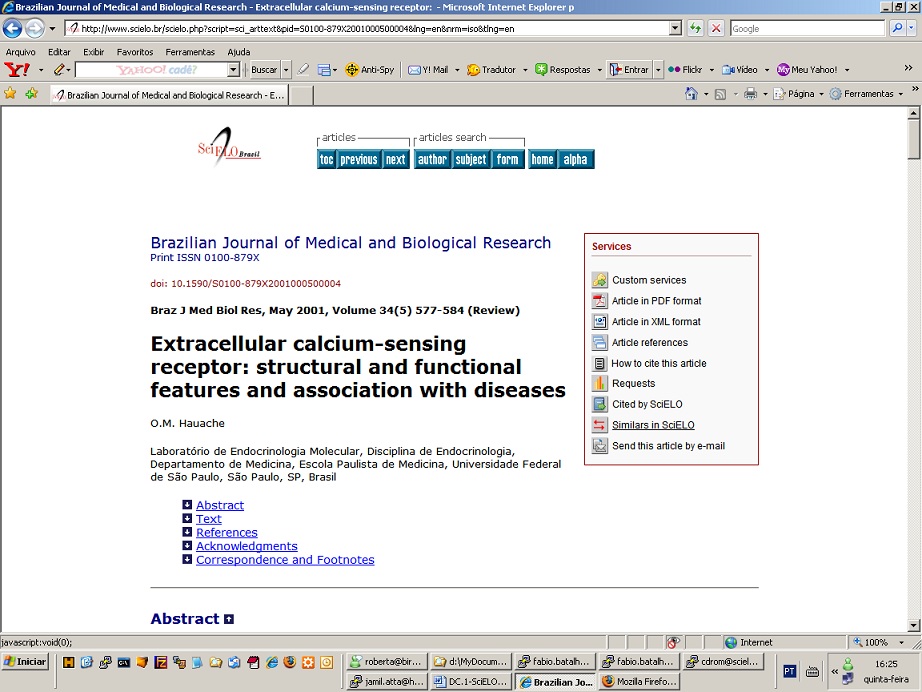 Brazilian Journal of Medical and Biological Research - Extracellular calcium-sensing receptor: - Microsoft Internet Explorer p
http://www.scielo.br/scielo.php?script=sci_arttext&pid=S0100-879X2001000500004&lng=en&nrm=iso&tlng=en
Google
Arquivo Editar Exibir Favoritos Ferramentas Ajuda
Y! YAHOO! cadê? Buscar Anti-Spy Y! Mail Tradutor Respostas Entrar Flickr Vídeo Meu Yahoo! »
Brazilian Journal of Medical and Biological Research - E... Página Ferramentas »
SciELO Brazil
articles articles search
toc previous next author subject form home alpha
Brazilian Journal of Medical and Biological Research
Print ISSN 0100-879X
doi: 10.1590/S0100-879X2001000500004
Braz J Med Biol Res, May 2001, Volume 34(5) 577-584 (Review)
Extracellular calcium-sensing
receptor: structural and functional
features and association with diseases
O.M. Hauache
Laboratório de Endocrinologia Molecular, Disciplina de Endocrinologia,
Departamento de Medicina, Escola Paulista de Medicina, Universidade Federal
de São Paulo, São Paulo, SP, Brasil
Abstract
Text
References
Acknowledgments
Correspondence and Footnotes
Abstract
Services
Custom services
Article in PDF format
Article in XML format
Article references
How to cite this article
Requests
Cited by SciELO
Similars in SciELO
Send this article by e-mail
javascript:void(0); Internet 100%
Iniciar roberta@bir... d:\MyDocum... fabio.batalh... fabio.batalh... cdrom@sciel... PT « 16:25
jamil.atta@h... DC.1-SciELO... Brazilian Jo... Mozilla Firefo... quinta-feira